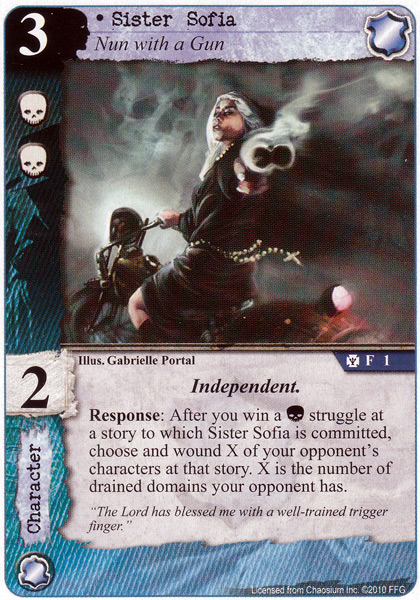 3
• Sister Sofia
Nun with a Gun
Illus. Gabrielle Portal
F 1
2
Character
Independent.
Response: After you win a struggle at
a story to which Sister Sofia is committed,
choose and wound X of your opponent's
characters at that story. X is the number of
drained domains your opponent has.
"The Lord has blessed me with a well-trained trigger
finger."
Licensed from Chaosium Inc. ©2010 FFG